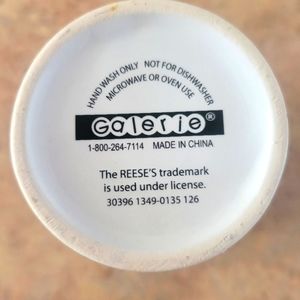 HAND WASH ONLY NOT FOR DISHWASHER
MICROWAVE OR OVEN USE
Galerie®
1-800-264-7114 MADE IN CHINA
The REESE'S trademark
is used under license.
30396 1349-0135 126